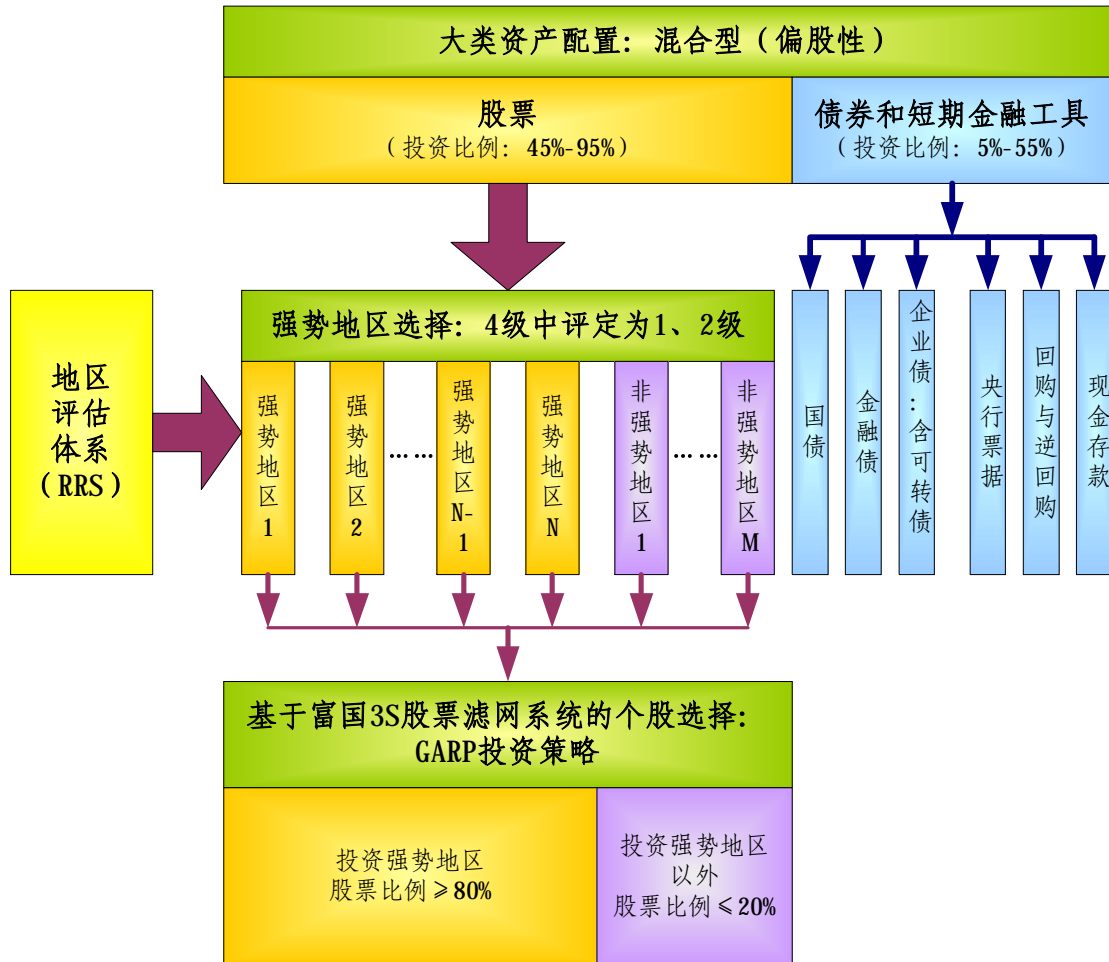 大类资产配置：混合型（偏股性）
股票
（投资比例：45%-95%）
债券和短期金融工具
（投资比例：5%-55%）
地区
评估
体系
（RRS）
强势地区选择：4级中评定为1、2级
强势地区1
强势地区2
……
强势地区N-1
强势地区N
非强势地区1
……
非强势地区M
国债
金融债
企业债：含可转债
央行票据
回购与逆回购
现金存款
基于富国3S股票滤网系统的个股选择：
GARP投资策略
投资强势地区
股票比例≥80%
投资强势地区
以外
股票比例≤20%